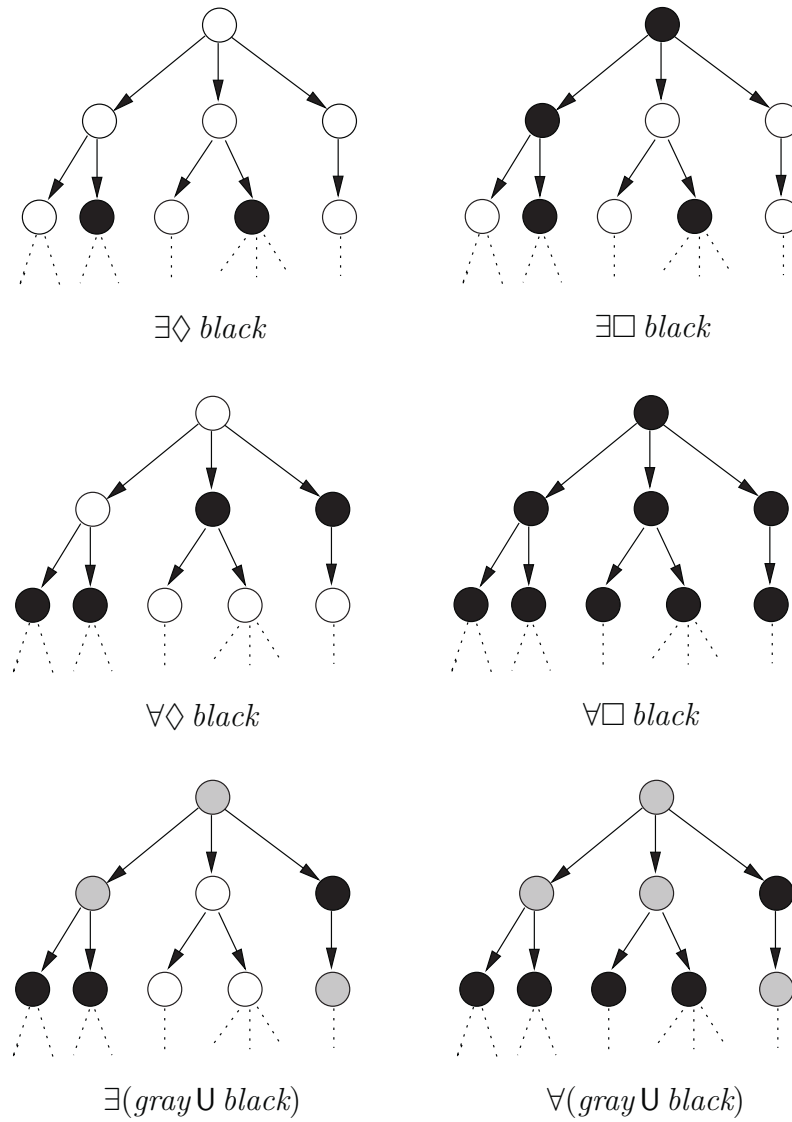 ∃◇ black
∃□ black
∀◇ black
∀□ black
∃(gray U black)
∀(gray U black)